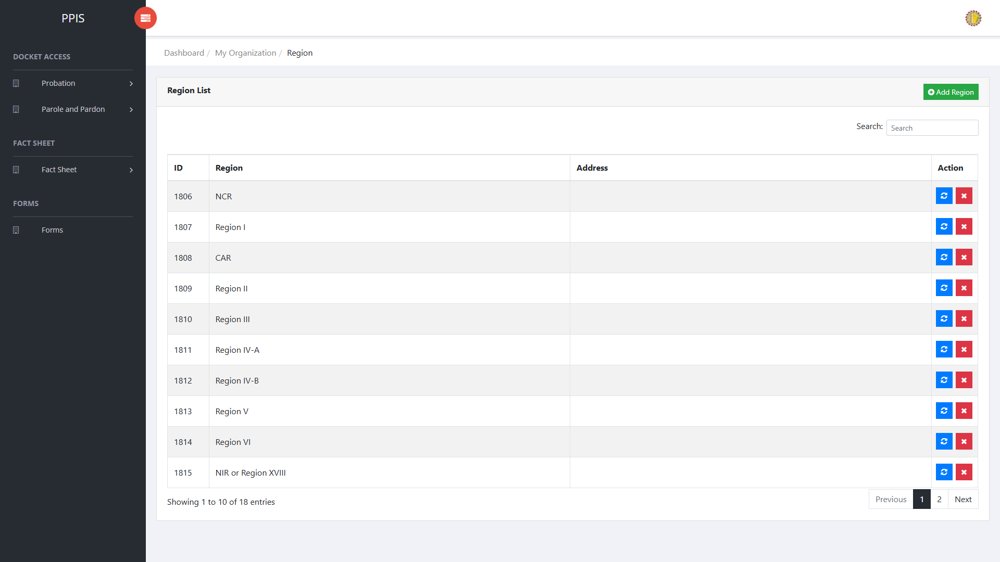 PPIS
DOCKET ACCESS
Probation
Parole and Pardon
FACT SHEET
Fact Sheet
FORMS
Forms
Dashboard / My Organization / Region
Region List
Add Region
Search: Search
ID Region Address Action
1806 NCR
1807 Region I
1808 CAR
1809 Region II
1810 Region III
1811 Region IV-A
1812 Region IV-B
1813 Region V
1814 Region VI
1815 NIR or Region XVIII
Showing 1 to 10 of 18 entries
Previous 1 2 Next